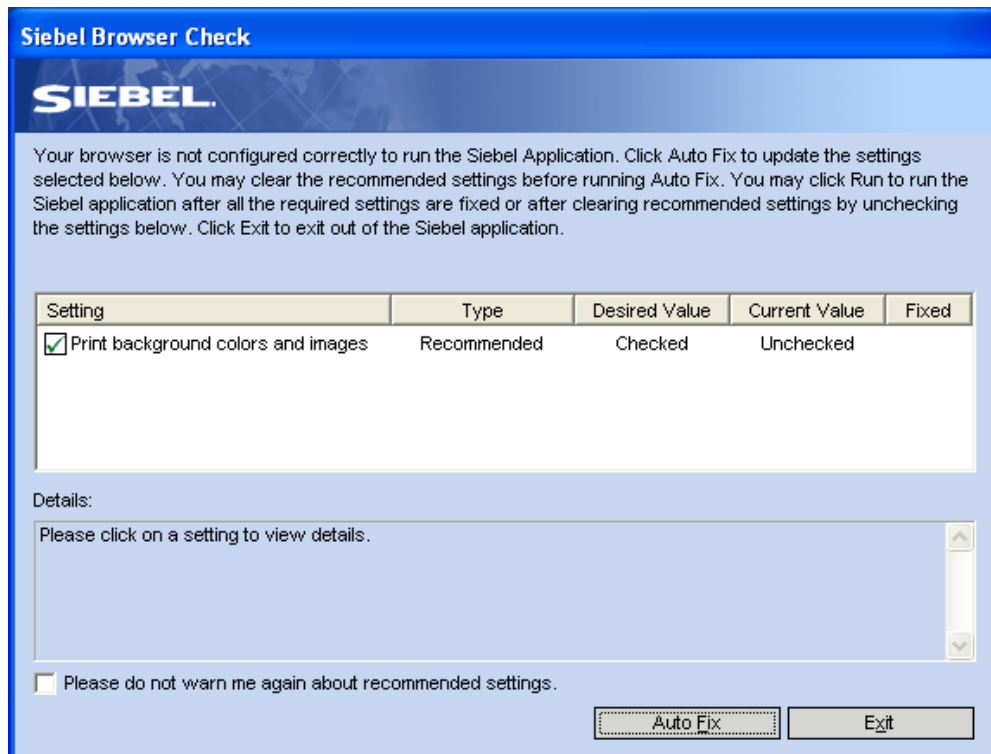 Siebel Browser Check
SIEBEL.
Your browser is not configured correctly to run the Siebel Application. Click Auto Fix to update the settings
selected below. You may clear the recommended settings before running Auto Fix. You may click Run to run the
Siebel application after all the required settings are fixed or after clearing recommended settings by unchecking
the settings below. Click Exit to exit out of the Siebel application.
Setting Type Desired Value Current Value Fixed
Print background colors and images Recommended Checked Unchecked
Details:
Please click on a setting to view details.
Please do not warn me again about recommended settings.
Auto Fix Exit